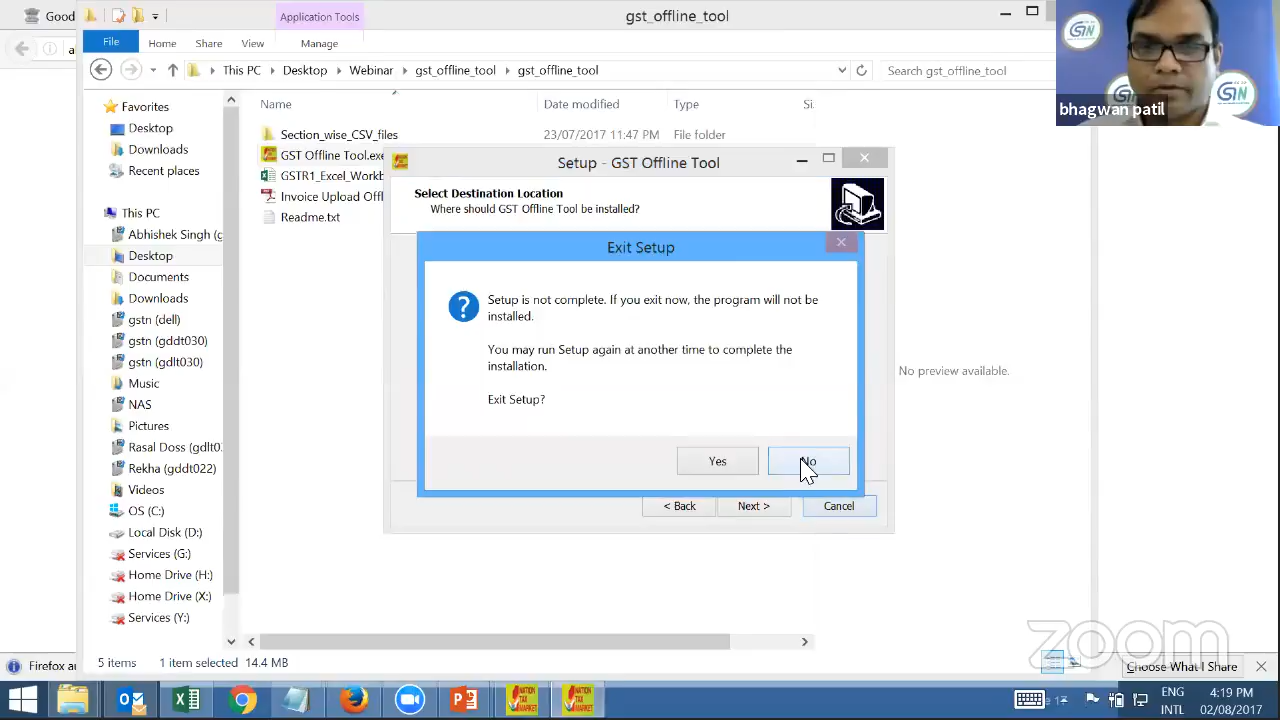 Good
Application Tools
gst_offline_tool
File
Home
Share
View
Manage
This PC
Desktop
Webinar
gst_offline_tool
gst_offline_tool
Search gst_offline_tool
bhagwan patil
Name
Date modified
Type
Favorites
Desktop
Downloads
Recent places
This PC
Abhishek Singh (g
Desktop
Documents
Downloads
gstn (dell)
gstn (gddt030)
gstn (gdlt030)
Music
NAS
Pictures
Rasal Doss (gdlt0
Rekha (gddt022)
Videos
OS (C:)
Local Disk (D:)
Services (G:)
Home Drive (H:)
Home Drive (X:)
Services (Y:)
Section_wise_CSV_files
23/07/2017 11:47 PM
File folder
GST Offline Tool.exe
GSTR1_Excel_Workb
Invoice Upload Off
Readme.txt
Setup - GST Offline Tool
Select Destination Location
Where should GST Offline Tool be installed?
Exit Setup
Setup is not complete. If you exit now, the program will not be
installed.
You may run Setup again at another time to complete the
installation.
Exit Setup?
Yes
No
< Back
Next >
Cancel
No preview available.
5 items
1 item selected
14.4 MB
Firefox au
zoom
Choose What I Share
ENG
INTL
4:19 PM
02/08/2017